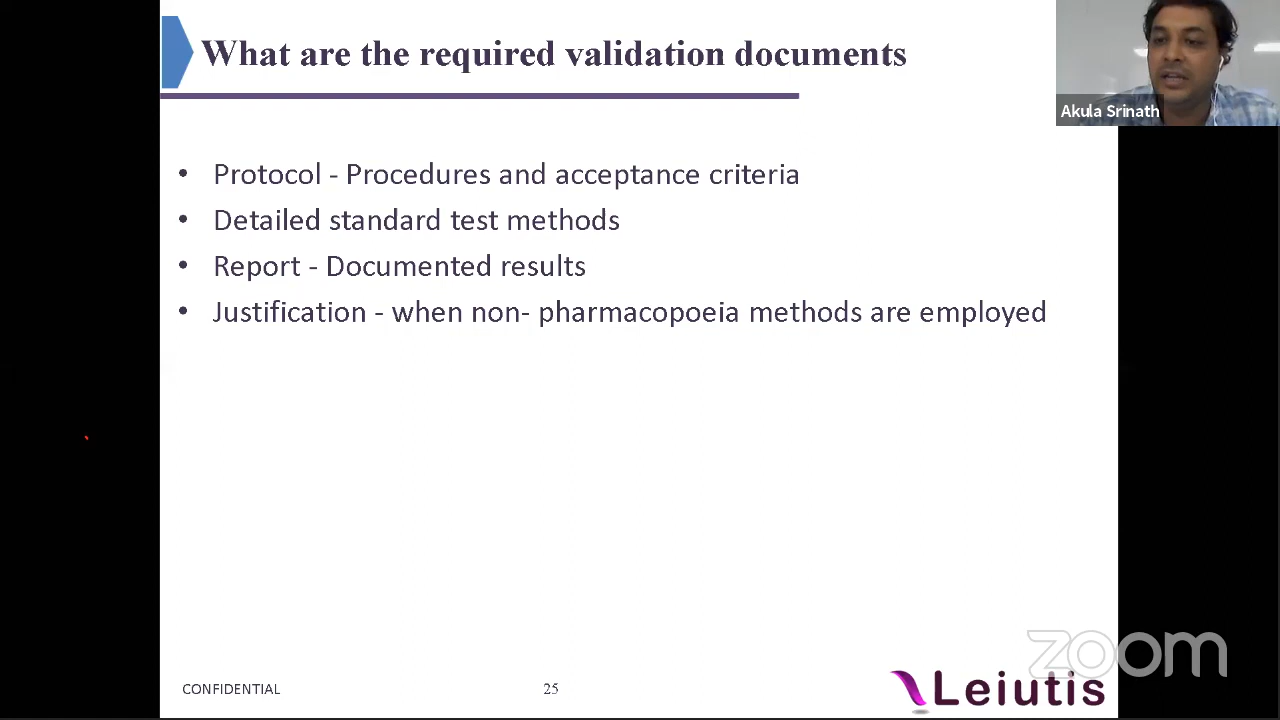 What are the required validation documents
Akula Srinath
• Protocol - Procedures and acceptance criteria
• Detailed standard test methods
• Report - Documented results
• Justification - when non- pharmacopoeia methods are employed
zoom
CONFIDENTIAL
25
Leiutis